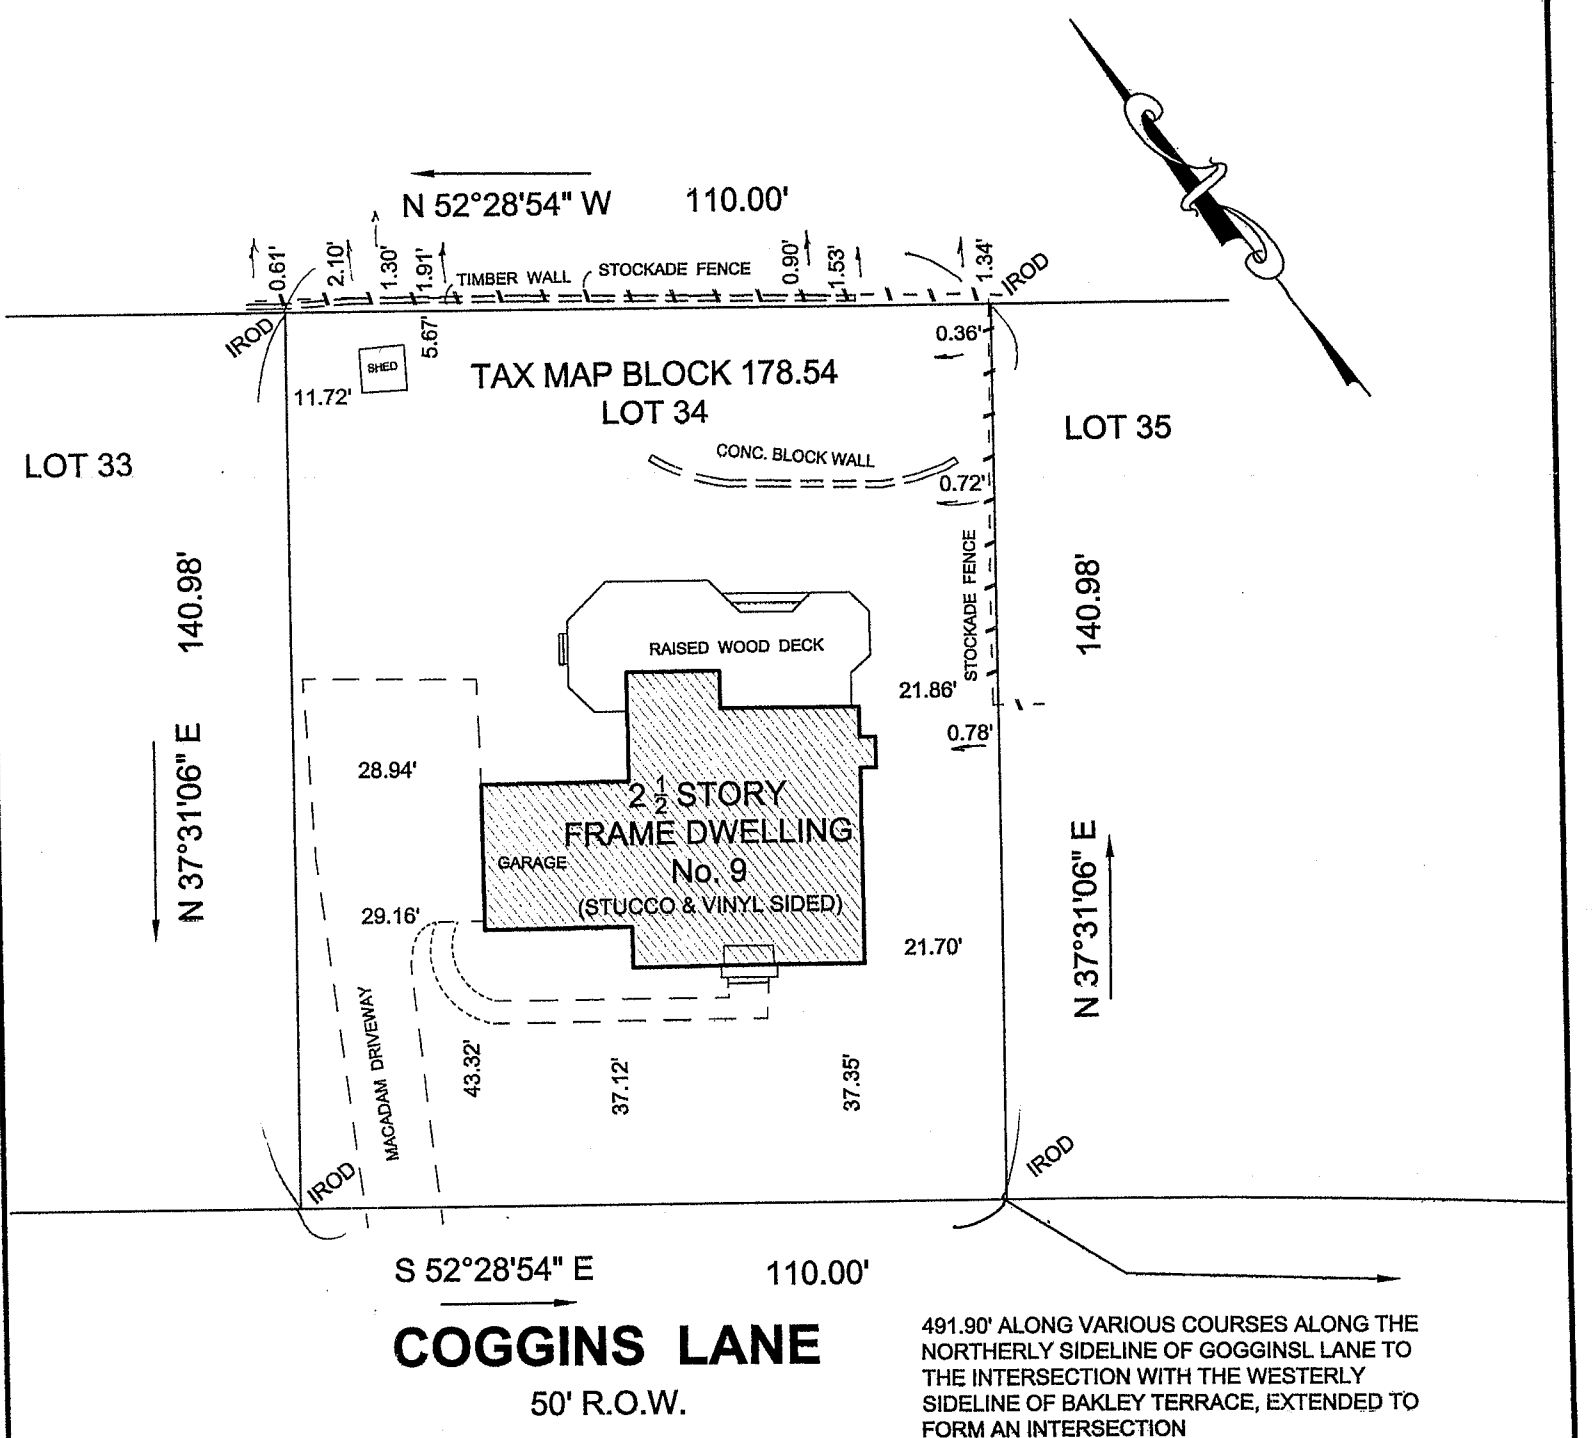 N 52°28'54" W 110.00'
0.61'
2.10'
1.30'
1.91'
TIMBER WALL
STOCKADE FENCE
0.90'
1.53'
1.34'
IROD
IROD
5.67'
0.36'
SHED
11.72'
TAX MAP BLOCK 178.54
LOT 34
LOT 33
LOT 35
CONC. BLOCK WALL
0.72'
STOCKADE FENCE
N 37°31'06" E 140.98'
N 37°31'06" E 140.98'
RAISED WOOD DECK
21.86'
0.78'
28.94'
2 1/2 STORY
FRAME DWELLING
GARAGE
No. 9
(STUCCO & VINYL SIDED)
29.16'
21.70'
MACADAM DRIVEWAY
43.32'
37.12'
37.35'
IROD
IROD
S 52°28'54" E 110.00'
COGGINS LANE
50' R.O.W.
491.90' ALONG VARIOUS COURSES ALONG THE
NORTHERLY SIDELINE OF GOGGINSL LANE TO
THE INTERSECTION WITH THE WESTERLY
SIDELINE OF BAKLEY TERRACE, EXTENDED TO
FORM AN INTERSECTION